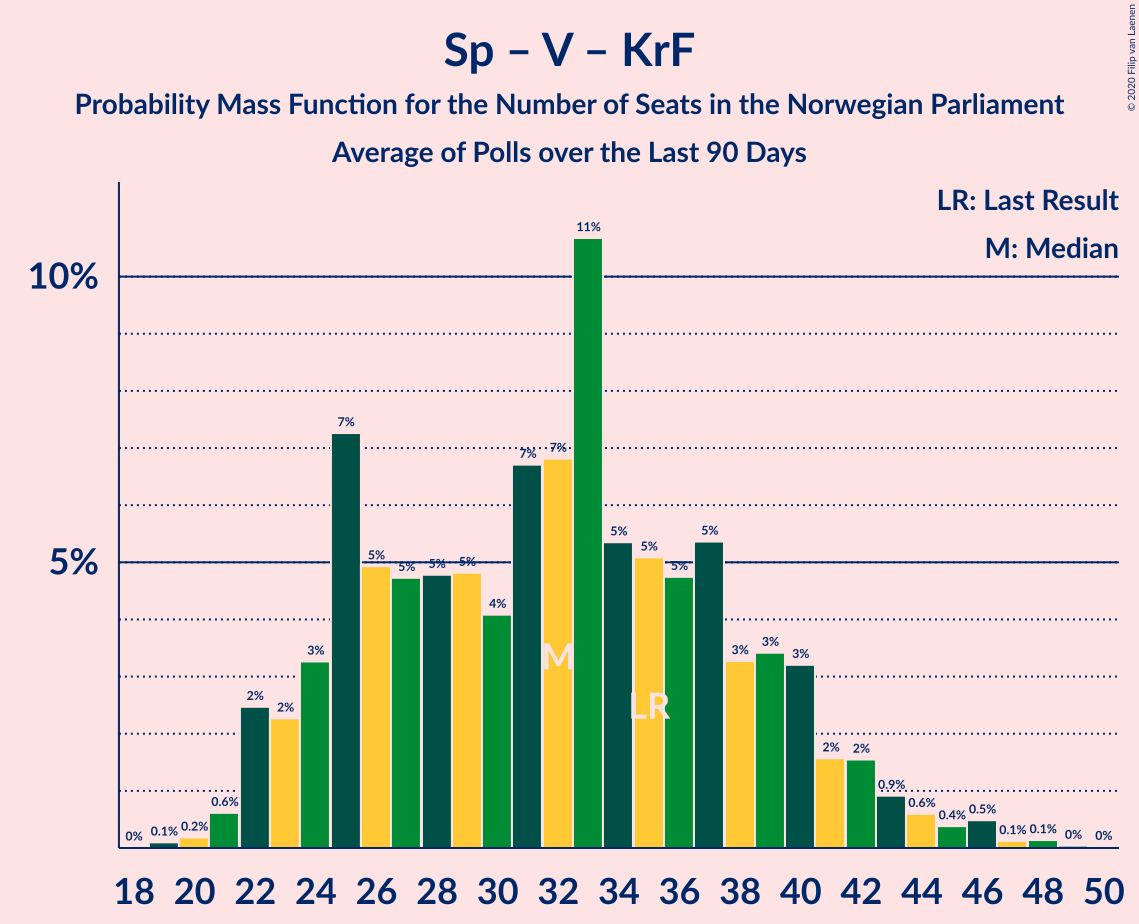 © 2020 Filip van Laenen
Sp – V – KrF
Probability Mass Function for the Number of Seats in the Norwegian Parliament
Average of Polls over the Last 90 Days
LR: Last Result
M: Median
10%
5%
0% 0.1% 0.2% 0.6% 2% 2% 3% 7% 5% 5% 5% 5% 4% 7% 7% 11% 5% 5% 5% 5% 3% 3% 3% 2% 2% 0.9% 0.6% 0.4% 0.5% 0.1% 0.1% 0% 0%
M
LR
18 20 22 24 26 28 30 32 34 36 38 40 42 44 46 48 50